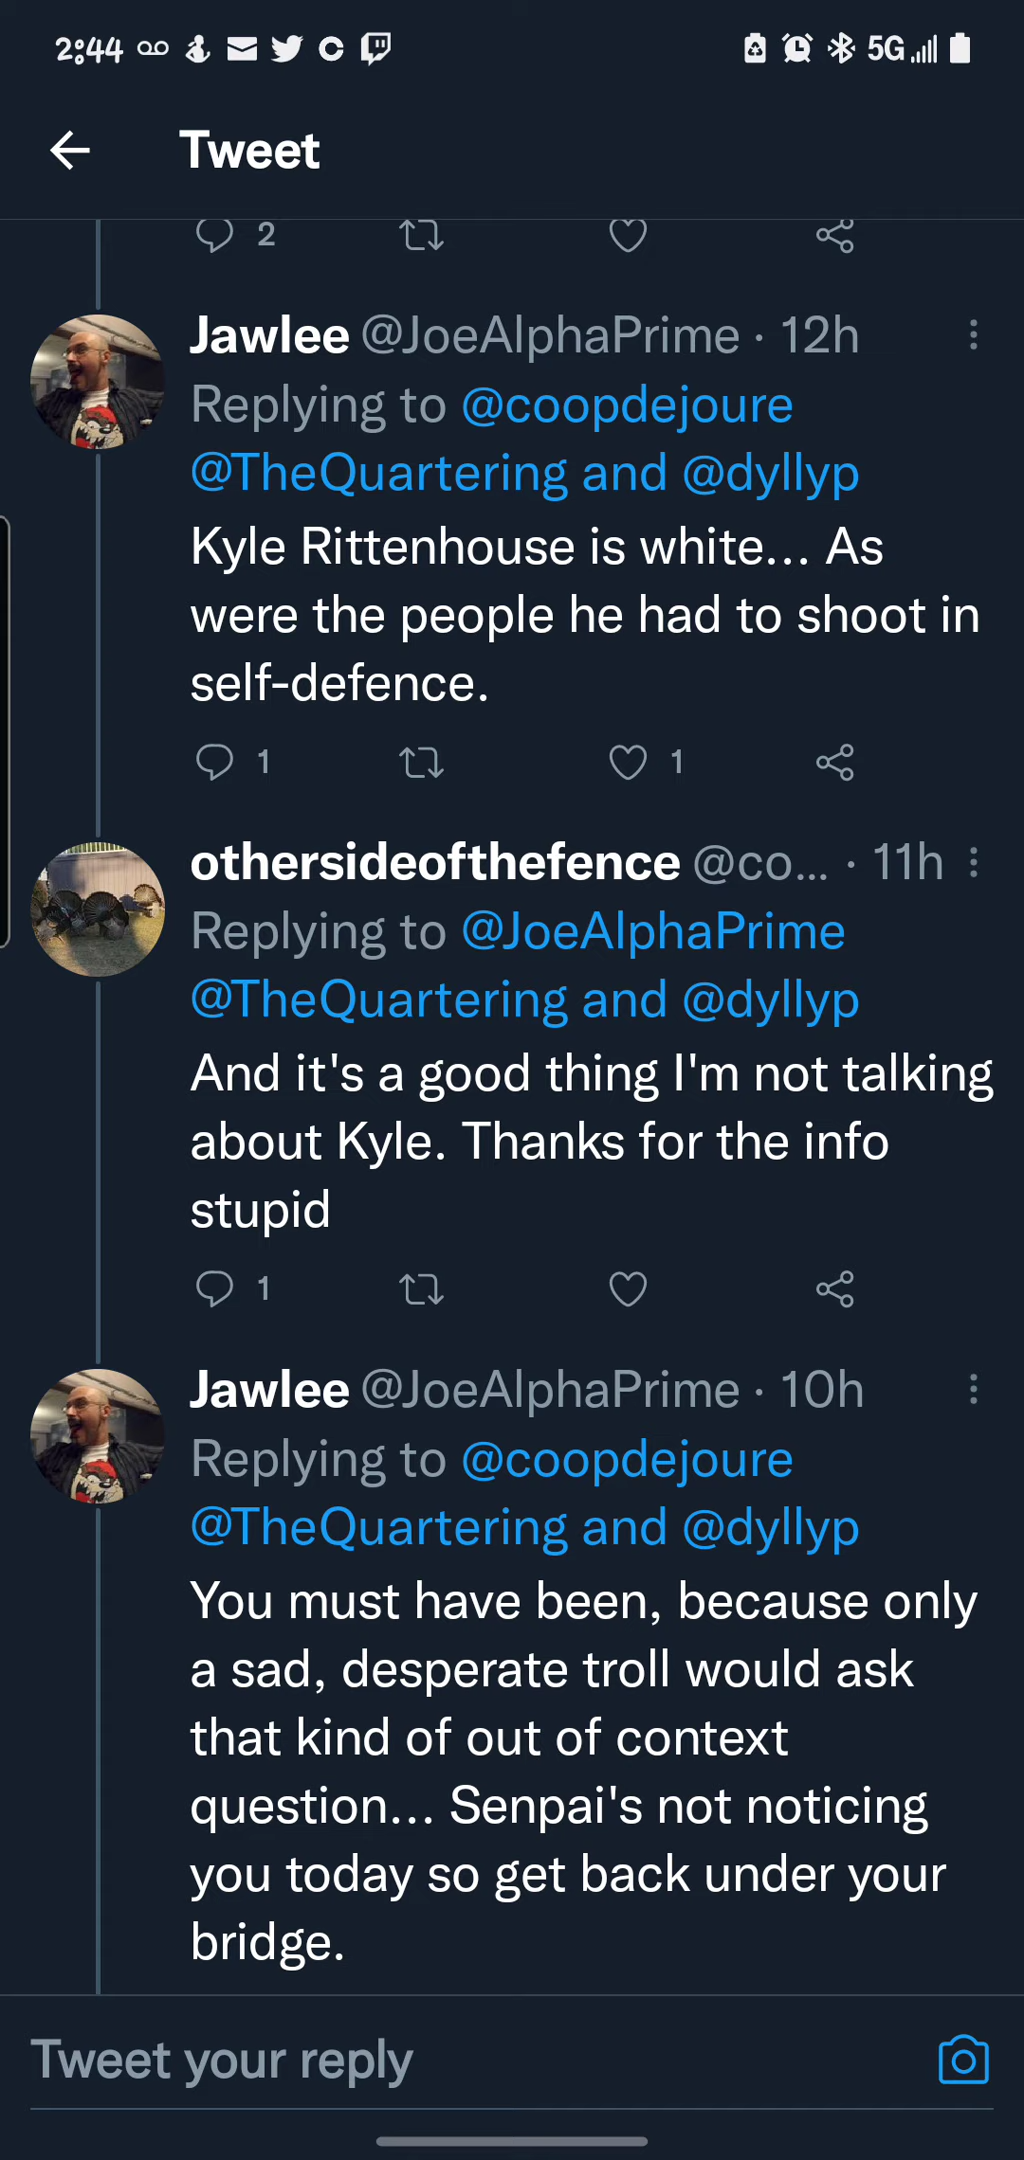 2:44 5G
Tweet
2
Jawlee @JoeAlphaPrime · 12h
Replying to @coopdejoure
@TheQuartering and @dyllyp
Kyle Rittenhouse is white... As
were the people he had to shoot in
self-defence.
1 1
othersideofthefence @co... · 11h
Replying to @JoeAlphaPrime
@TheQuartering and @dyllyp
And it's a good thing I'm not talking
about Kyle. Thanks for the info
stupid
1
Jawlee @JoeAlphaPrime · 10h
Replying to @coopdejoure
@TheQuartering and @dyllyp
You must have been, because only
a sad, desperate troll would ask
that kind of out of context
question... Senpai's not noticing
you today so get back under your
bridge.
Tweet your reply